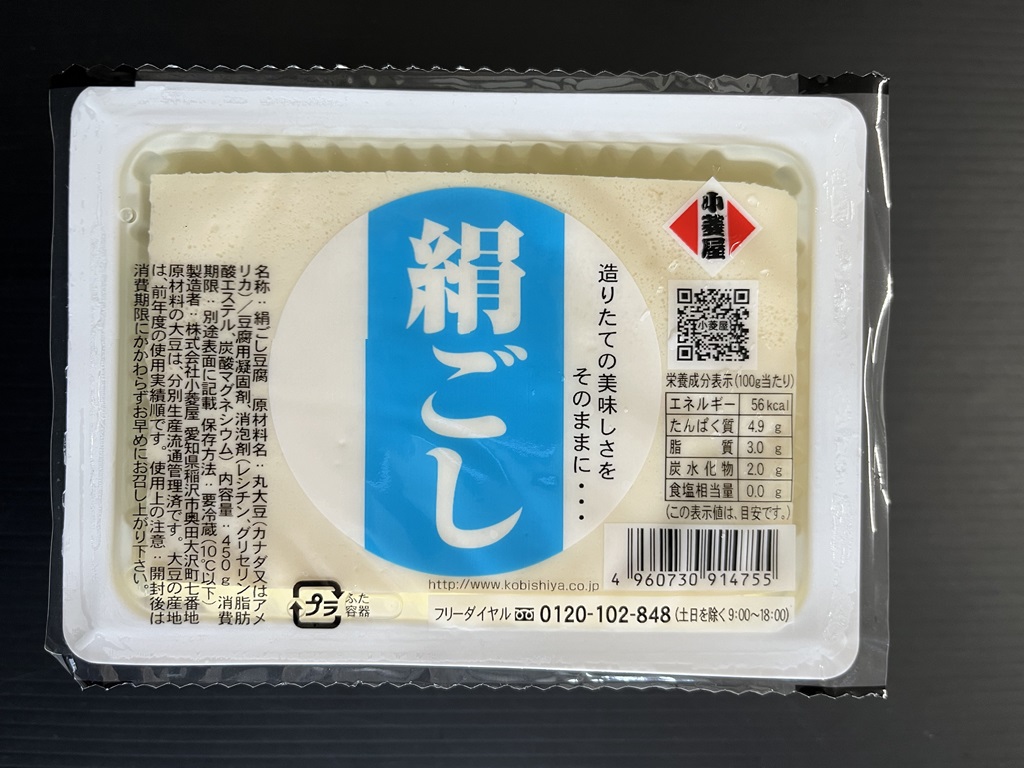 絹ごし
造りたての美味しさを
そのままに・・・
小菱屋
小菱屋
栄養成分表示(100g当たり)
エネルギー 56kcal
たんぱく質 4.9 g
脂質 3.0 g
炭水化物 2.0 g
食塩相当量 0.0 g
(この表示値は、目安です。)
4 960730 914755
名称:絹ごし豆腐 原材料名:丸大豆(カナダ又はアメ
リカ)/豆腐用凝固剤、消泡剤(レシチン、グリセリン脂肪
酸エステル、炭酸マグネシウム) 内容量:450g 消費
期限:別途表面に記載 保存方法:要冷蔵(10℃以下)
製造者:株式会社小菱屋 愛知県稲沢市奥田大沢町七番地
原材料の大豆は、分別生産流通管理済です。大豆の産地
は、前年度の使用実績順です。使用上の注意:開封後は
消費期限にかかわらずお早めにお召し上がり下さい。
プラ
ふた
容器
http://www.kobishiya.co.jp
フリーダイヤル 0120-102-848 (土日を除く9:00〜18:00)